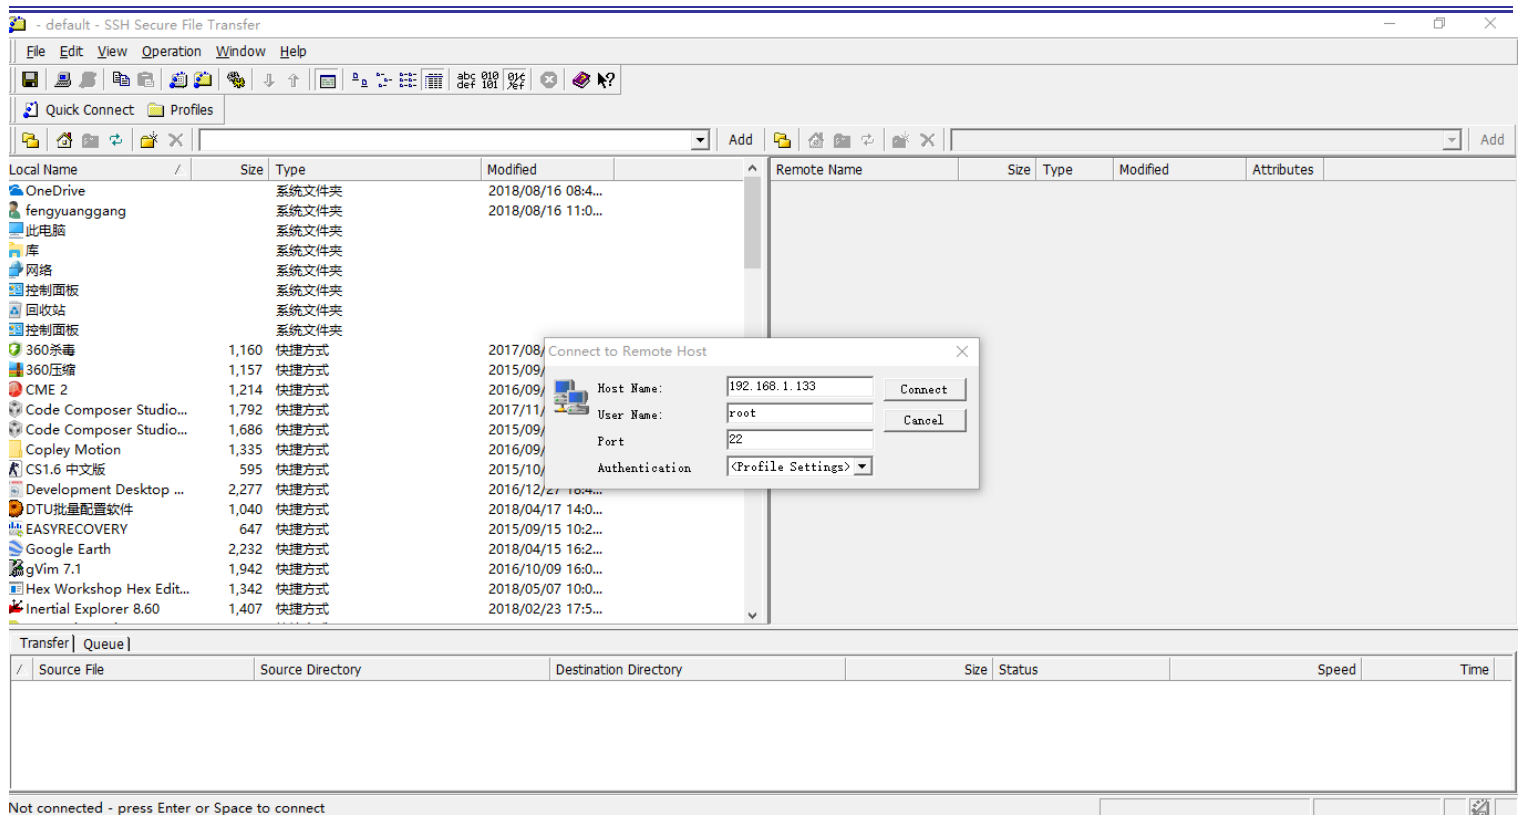 - default - SSH Secure File Transfer
File Edit View Operation Window Help
abc 010
def 101
Quick Connect Profiles
Add Add
Local Name / Size Type Modified
Remote Name Size Type Modified Attributes
OneDrive 系统文件夹 2018/08/16 08:4...
fengyuanggang 系统文件夹 2018/08/16 11:0...
此电脑 系统文件夹
库 系统文件夹
网络 系统文件夹
控制面板 系统文件夹
回收站 系统文件夹
控制面板 系统文件夹
360杀毒 1,160 快捷方式 2017/08/
360压缩 1,157 快捷方式 2015/09/
CME 2 1,214 快捷方式 2016/09/
Code Composer Studio... 1,792 快捷方式 2017/11/
Code Composer Studio... 1,686 快捷方式 2015/09/
Copley Motion 1,335 快捷方式 2016/09/
CS1.6 中文版 595 快捷方式 2015/10/
Development Desktop ... 2,277 快捷方式 2016/12/27
DTU批量配置软件 1,040 快捷方式 2018/04/17 14:0...
EASYRECOVERY 647 快捷方式 2015/09/15 10:2...
Google Earth 2,232 快捷方式 2018/04/15 16:2...
gVim 7.1 1,942 快捷方式 2016/10/09 16:0...
Hex Workshop Hex Edit... 1,342 快捷方式 2018/05/07 10:0...
Inertial Explorer 8.60 1,407 快捷方式 2018/02/23 17:5...
Connect to Remote Host
Host Name: 192.168.1.133 Connect
User Name: root Cancel
Port 22
Authentication <Profile Settings>
Transfer Queue
/ Source File Source Directory Destination Directory Size Status Speed Time
Not connected - press Enter or Space to connect